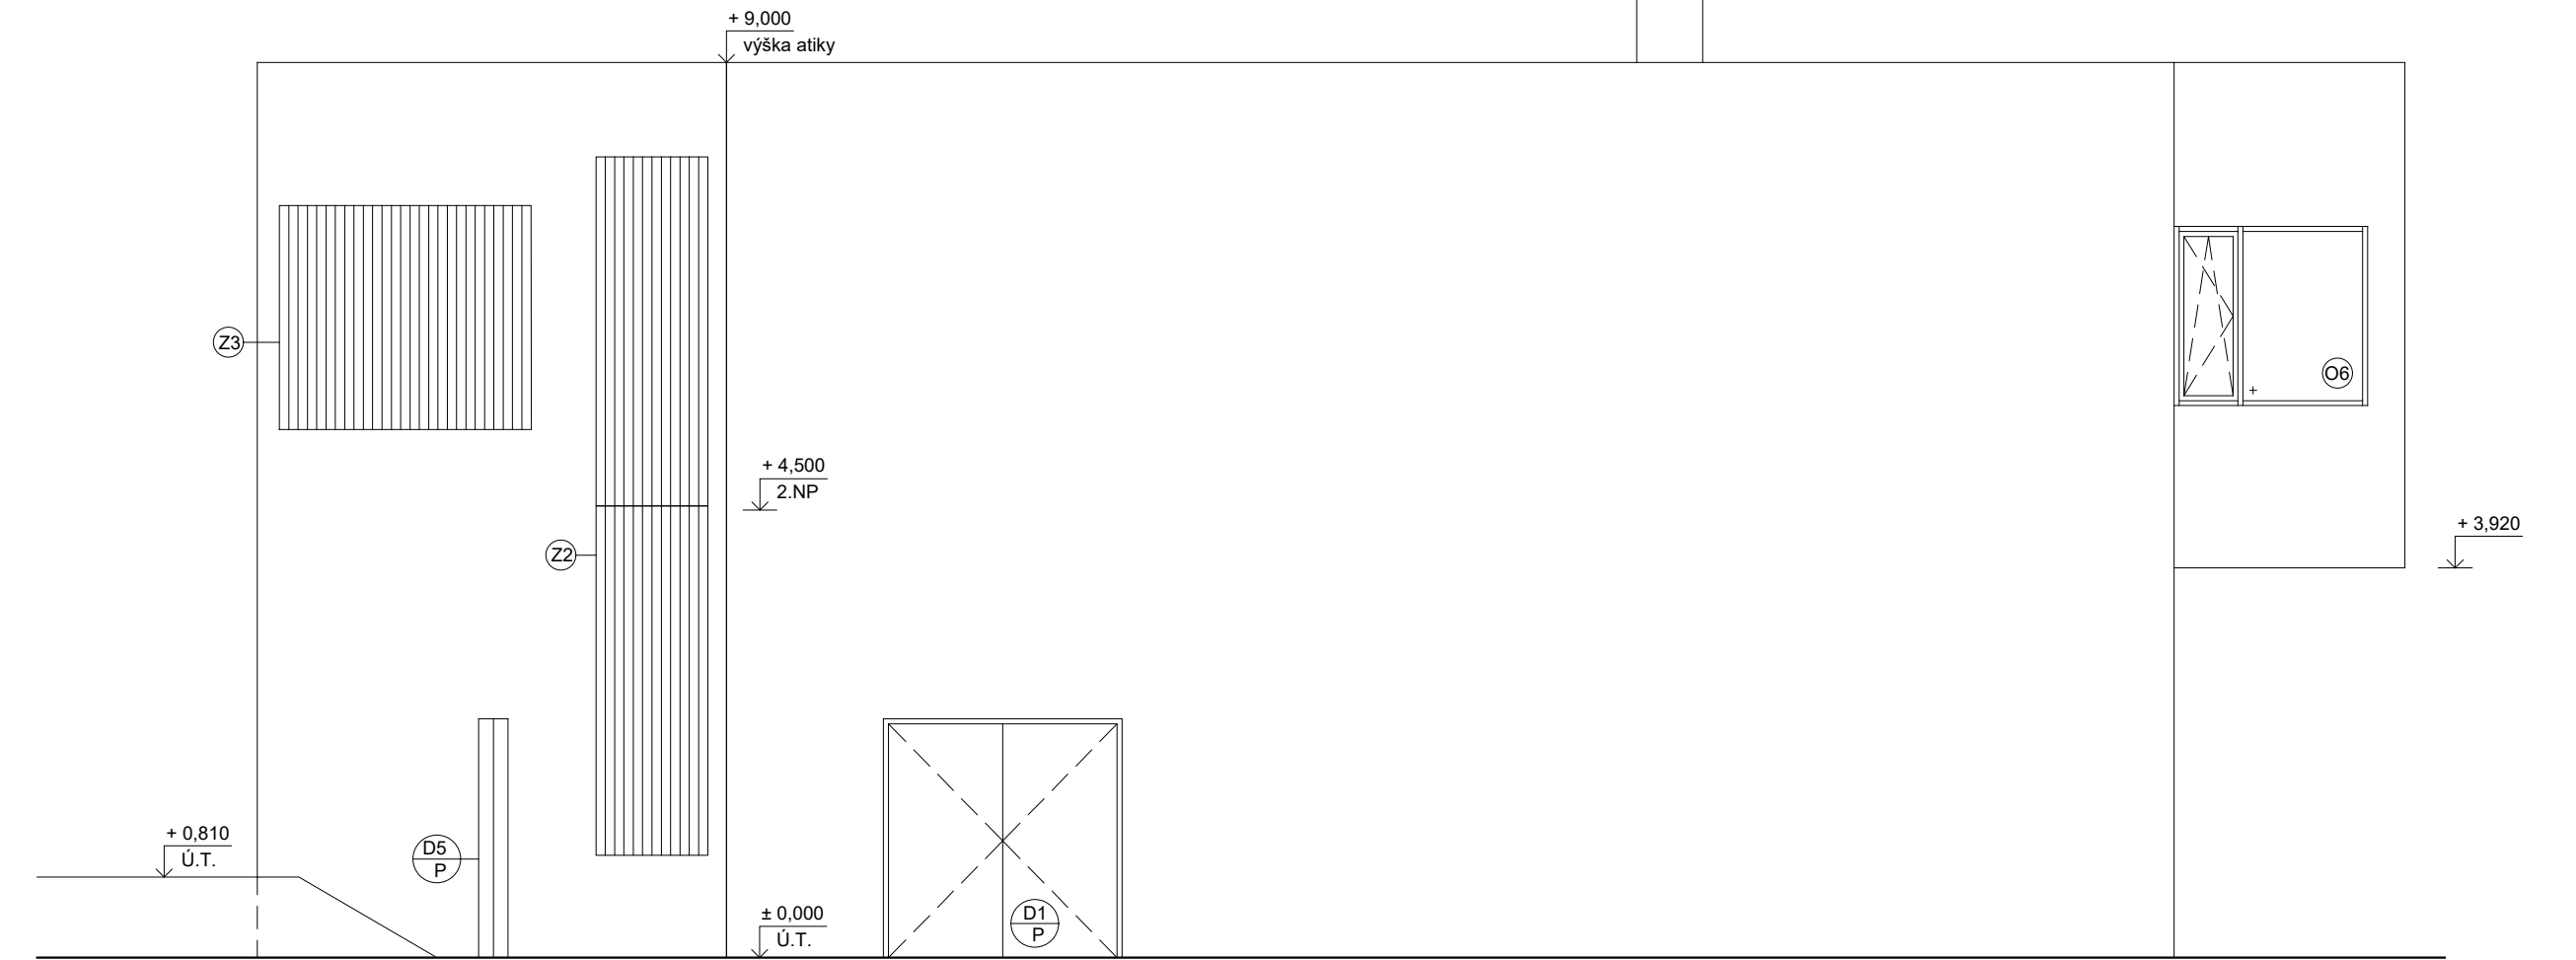 + 9,000
výška atiky
Z3
O6
+ 4,500
2.NP
+ 3,920
Z2
+ 0,810
Ú.T.
D5
P
± 0,000
Ú.T.
D1
P